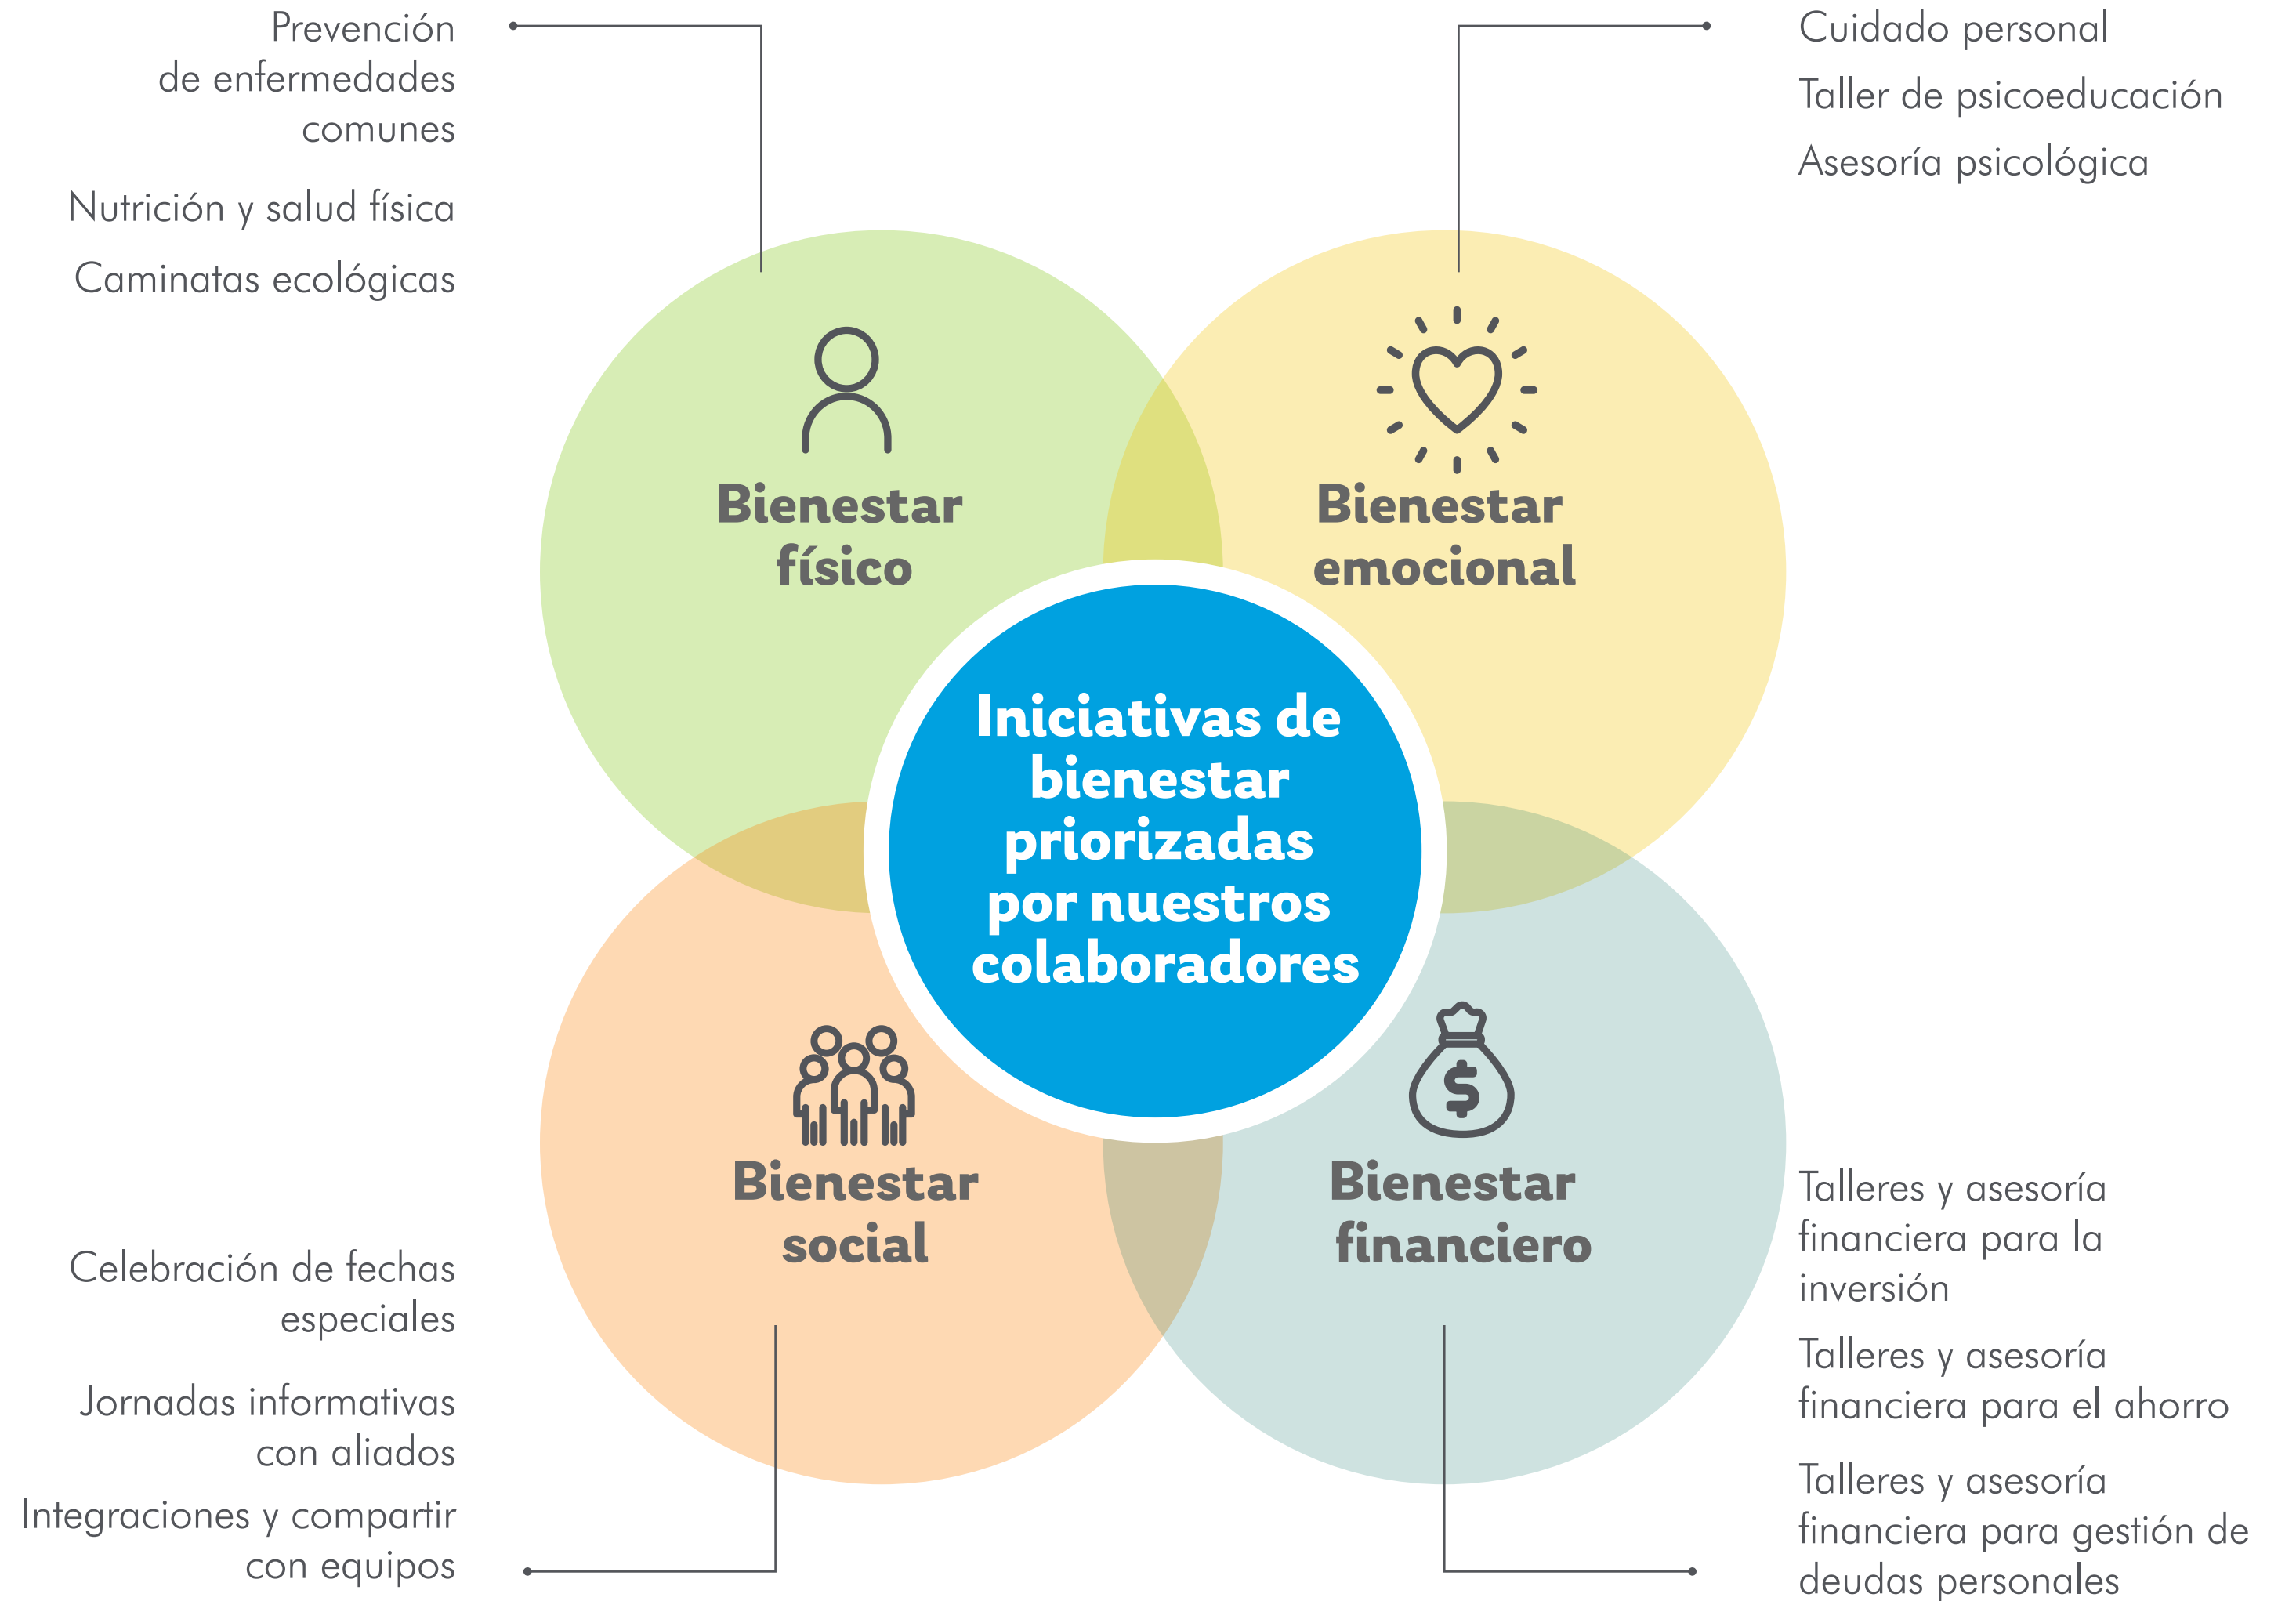 Prevención
de enfermedades
comunes
Nutrición y salud física
Caminatas ecológicas
Cuidado personal
Taller de psicoeducación
Asesoría psicológica
Bienestar
físico
Bienestar
emocional
Iniciativas de
bienestar
priorizadas
por nuestros
colaboradores
Bienestar
social
$
Bienestar
financiero
Celebración de fechas
especiales
Jornadas informativas
con aliados
Integraciones y compartir
con equipos
Talleres y asesoría
financiera para la
inversión
Talleres y asesoría
financiera para el ahorro
Talleres y asesoría
financiera para gestión de
deudas personales